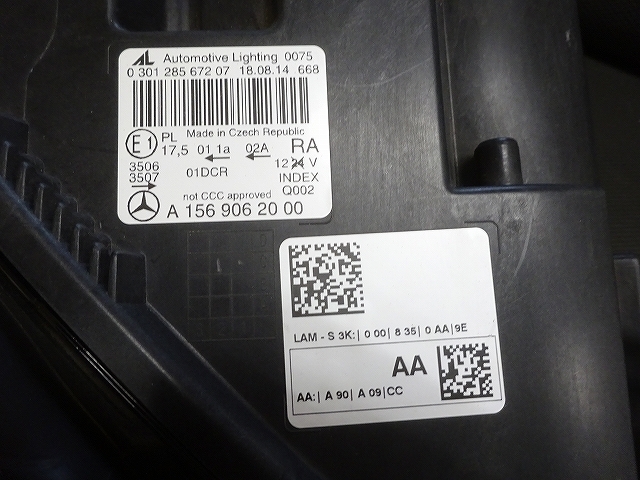 AL Automotive Lighting 0075
0 301 285 672 07 18.08.14 668
Made in Czech Republic
E1 PL 17,5 01 1a 02A RA
12 24 V
3506
3507 01DCR INDEX
not CCC approved Q002
A 156 906 20 00
LAM - S 3K:| 0 00| 8 35| 0 AA|9E
AA
AA:| A 90| A 09|CC